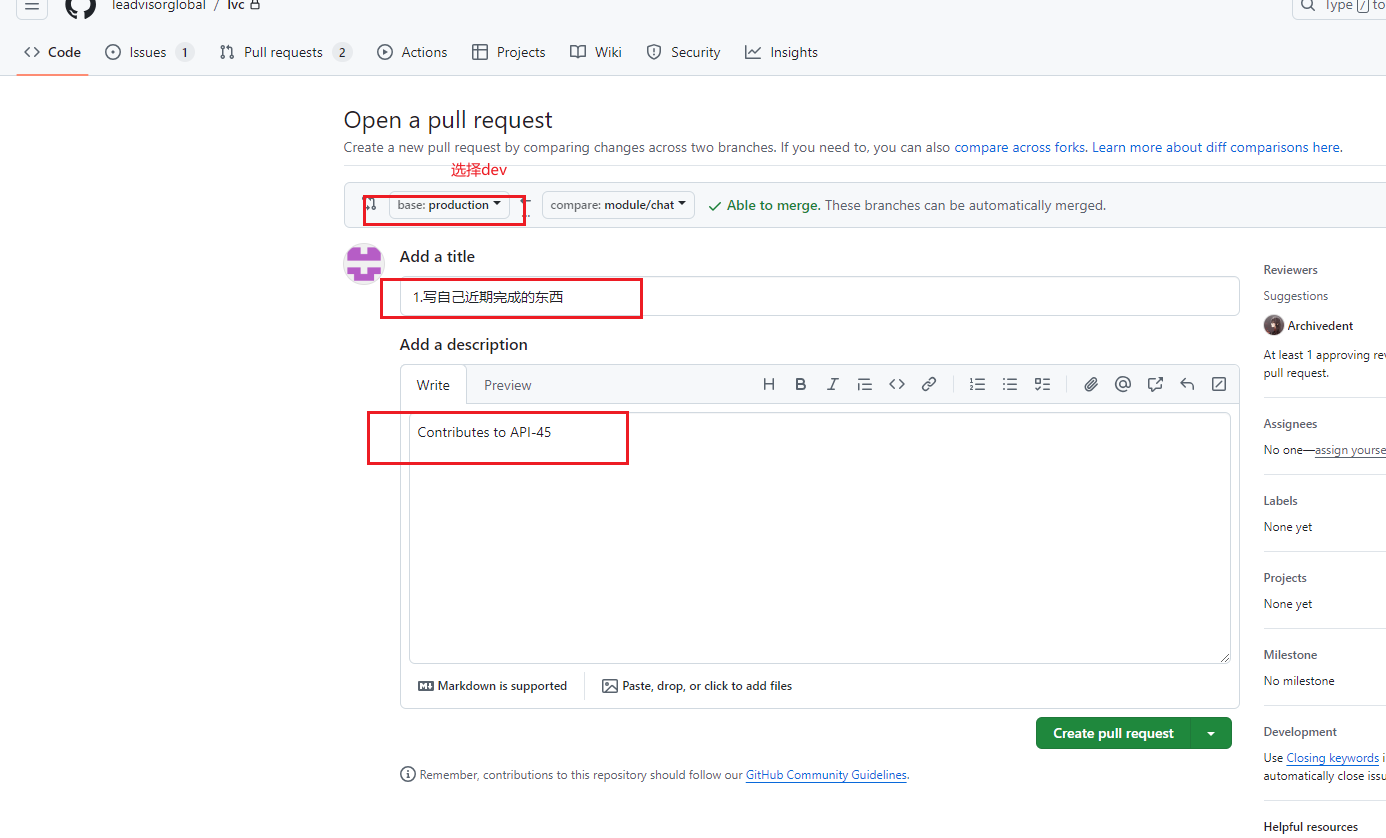 leadvisorglobal / lvc
Type / to
Code Issues 1 Pull requests 2 Actions Projects Wiki Security Insights
Open a pull request
Create a new pull request by comparing changes across two branches. If you need to, you can also compare across forks. Learn more about diff comparisons here.
选择dev
base: production compare: module/chat Able to merge. These branches can be automatically merged.
Add a title
1.写自己近期完成的东西
Add a description
Write Preview
Contributes to API-45
Markdown is supported Paste, drop, or click to add files
Create pull request
Remember, contributions to this repository should follow our GitHub Community Guidelines.
Reviewers
Suggestions
Archivedent
At least 1 approving re
pull request.
Assignees
No one—assign yourse
Labels
None yet
Projects
None yet
Milestone
No milestone
Development
Use Closing keywords i
automatically close issu
Helpful resources